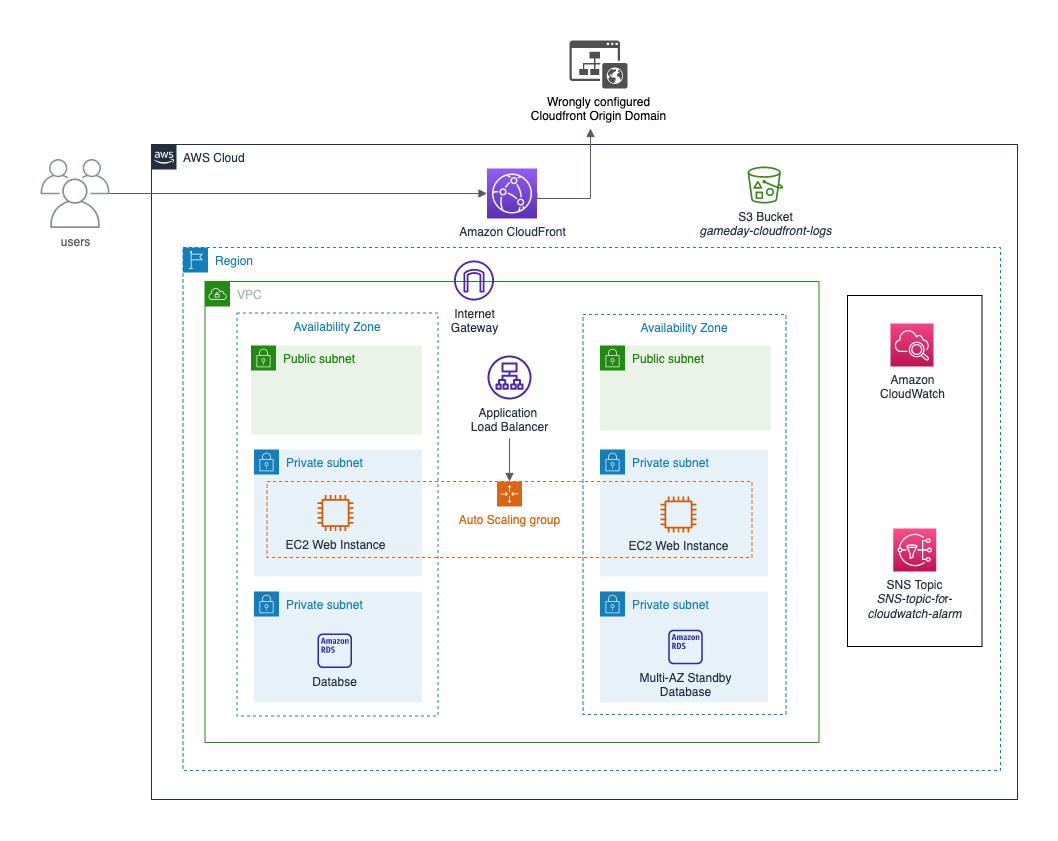 Wrongly configured
Cloudfront Origin Domain
aws
AWS Cloud
users
Amazon CloudFront
S3 Bucket
gameday-cloudfront-logs
Region
VPC
Internet
Gateway
Availability Zone
Availability Zone
Public subnet
Public subnet
Application
Load Balancer
Amazon
CloudWatch
Private subnet
Private subnet
Auto Scaling group
EC2 Web Instance
EC2 Web Instance
SNS Topic
SNS-topic-for-
cloudwatch-alarm
Private subnet
Private subnet
Amazon
RDS
Databse
Amazon
RDS
Multi-AZ Standby
Database